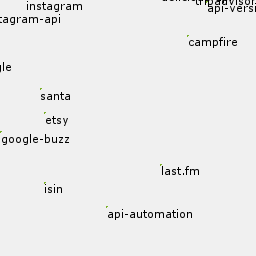 instagram
tagram-api
api-versi
campfire
gle
santa
etsy
google-buzz
last.fm
isin
api-automation